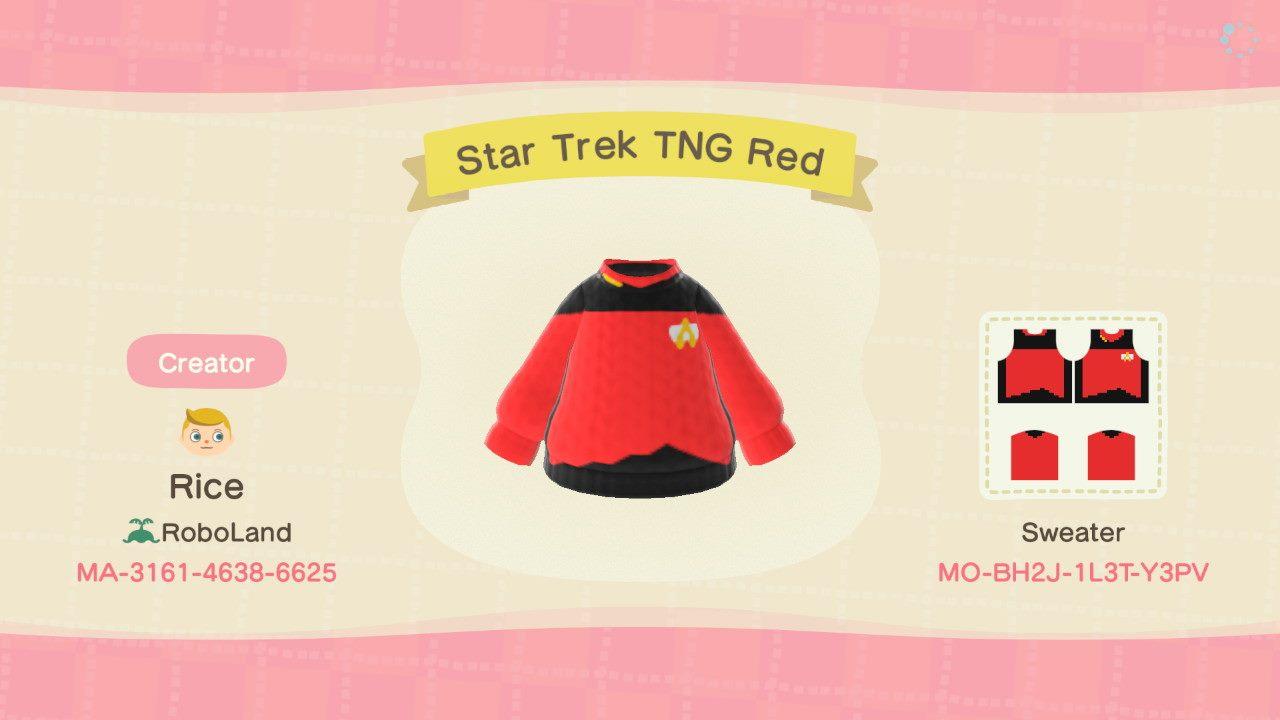 Star Trek TNG Red
Creator
Rice
RoboLand
MA-3161-4638-6625
Sweater
MO-BH2J-1L3T-Y3PV